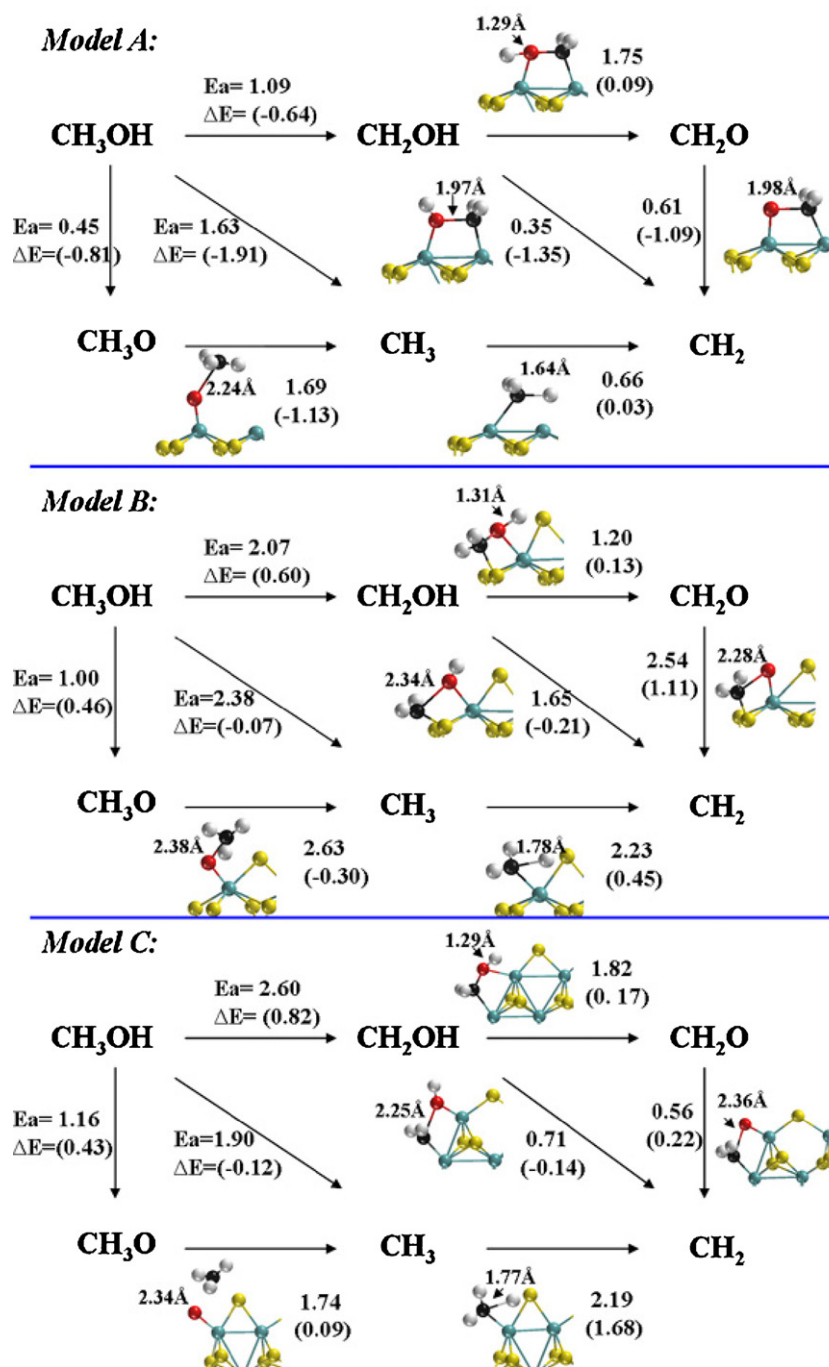 Model A:
1.29Å
1.75
(0.09)
Ea= 1.09
ΔE= (-0.64)
CH₃OH
CH₂OH
CH₂O
1.97Å
1.98Å
Ea= 0.45
ΔE=(-0.81)
Ea= 1.63
ΔE= (-1.91)
0.35
(-1.35)
0.61
(-1.09)
CH₃O
CH₃
CH₂
2.24Å
1.69
(-1.13)
1.64Å
0.66
(0.03)
Model B:
1.31Å
1.20
(0.13)
Ea= 2.07
ΔE= (0.60)
CH₃OH
CH₂OH
CH₂O
Ea= 1.00
ΔE=(0.46)
Ea=2.38
ΔE=(-0.07)
2.34Å
1.65
(-0.21)
2.54
(1.11)
2.28Å
CH₃O
CH₃
CH₂
2.38Å
2.63
(-0.30)
1.78Å
2.23
(0.45)
Model C:
1.29Å
1.82
(0. 17)
Ea= 2.60
ΔE= (0.82)
CH₃OH
CH₂OH
CH₂O
Ea= 1.16
ΔE=(0.43)
Ea=1.90
ΔE=(-0.12)
2.25Å
0.71
(-0.14)
0.56
(0.22)
2.36Å
CH₃O
CH₃
CH₂
2.34Å
1.74
(0.09)
1.77Å
2.19
(1.68)